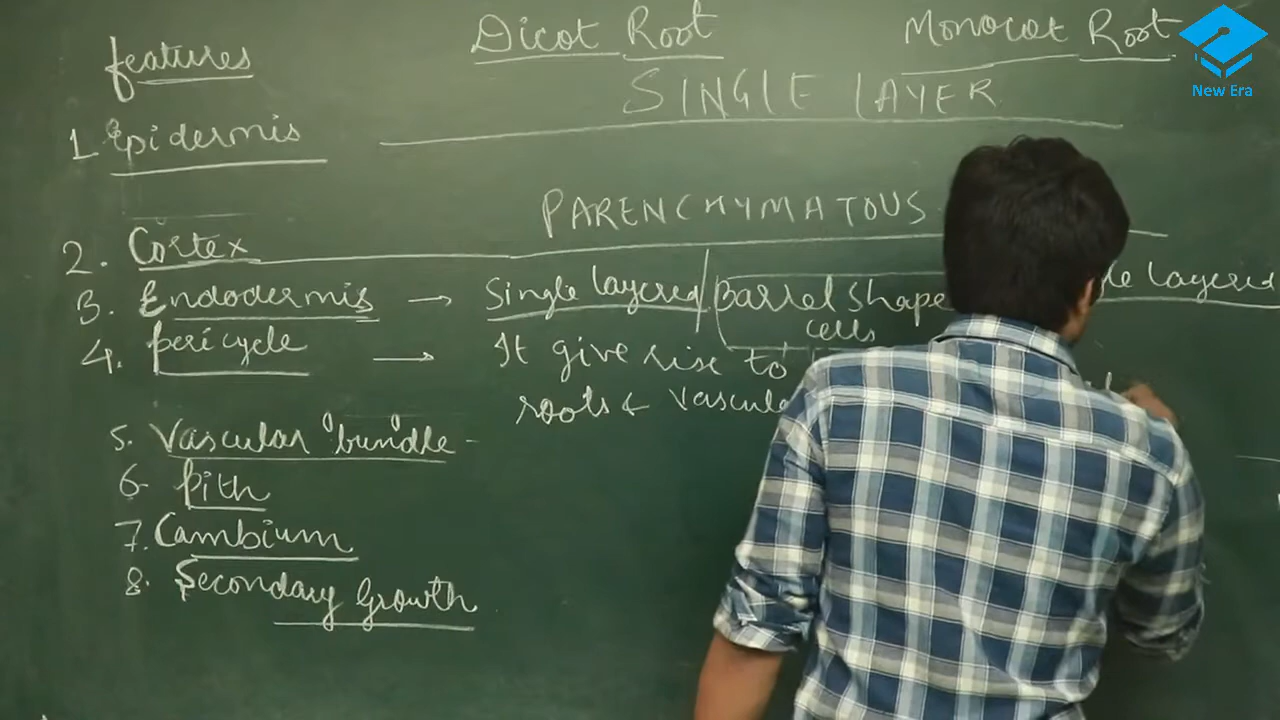 features Dicot Root Monocot Root
New Era
SINGLE LAYER
1. Epidermis
PARENCHYMATOUS
2. Cortex
3. Endodermis → Single layered Barrel shape layered
cells
4. Pericycle → It give rise to
roots & vascula
5. Vascular 'bundle -
6- Pith
7. Cambium
8. Secondary Growth